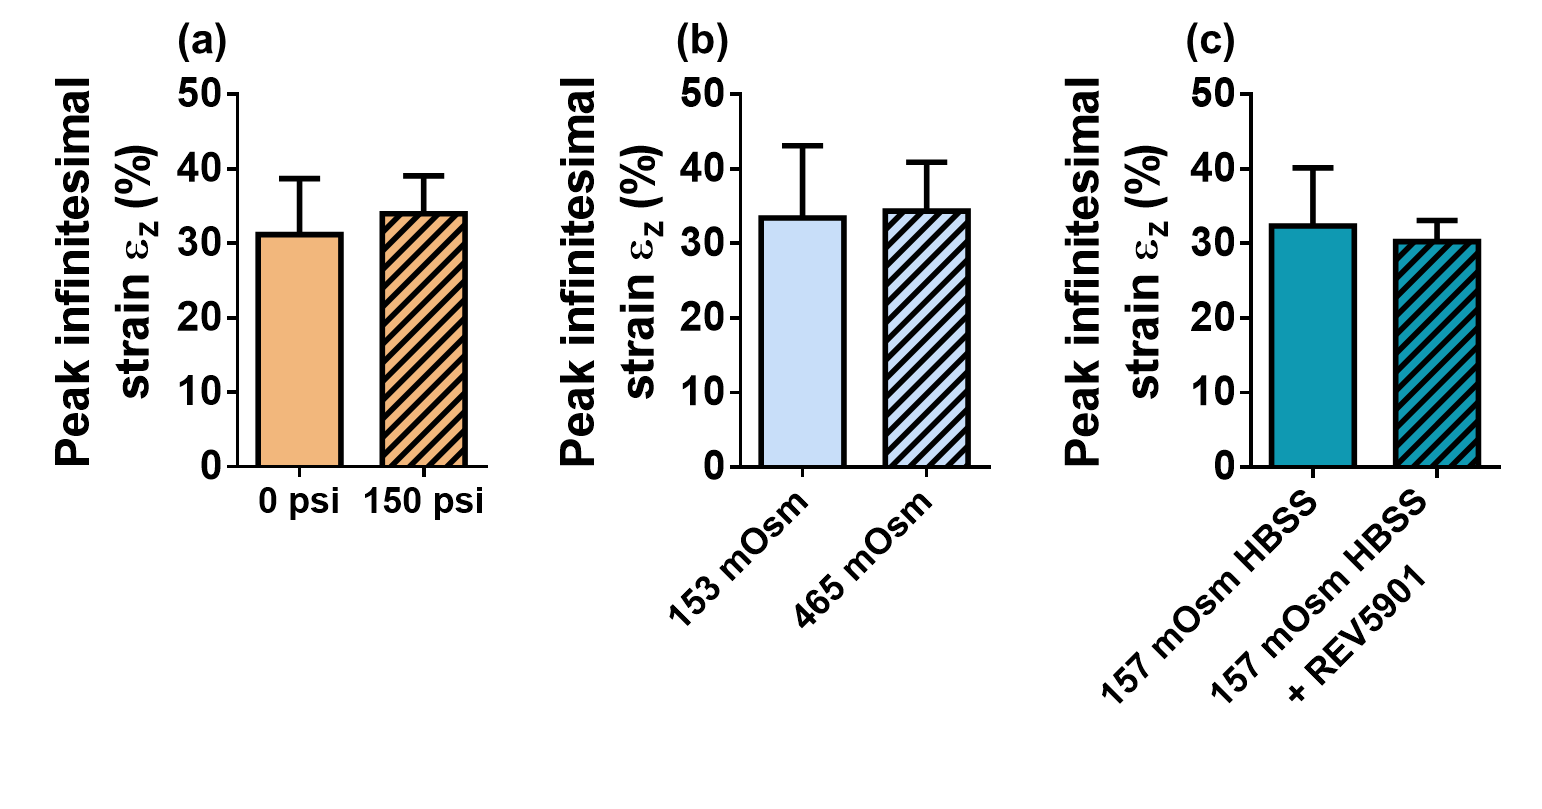 (a)
Peak infinitesimal
strain εz (%)
50
40
30
20
10
0
0 psi
150 psi
(b)
Peak infinitesimal
strain εz (%)
50
40
30
20
10
0
153 mOsm
465 mOsm
(c)
Peak infinitesimal
strain εz (%)
50
40
30
20
10
0
157 mOsm HBSS
157 mOsm HBSS
+ REV5901